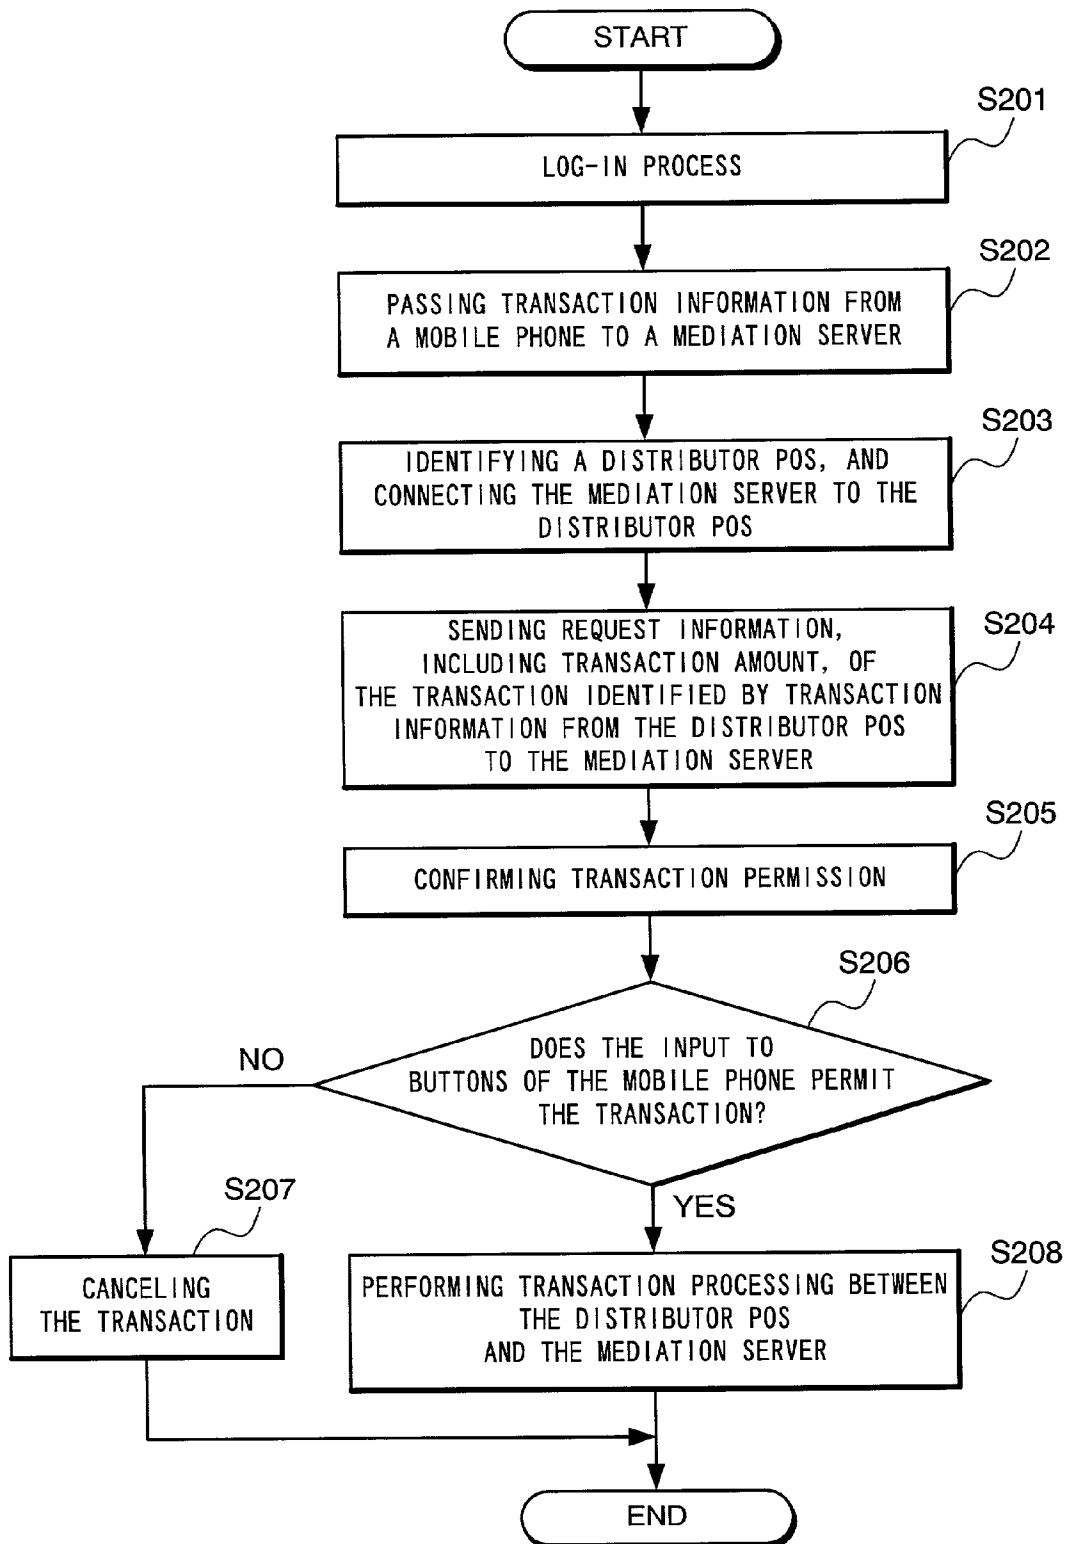 START
S201
LOG-IN PROCESS
S202
PASSING TRANSACTION INFORMATION FROM
A MOBILE PHONE TO A MEDIATION SERVER
S203
IDENTIFYING A DISTRIBUTOR POS, AND
CONNECTING THE MEDIATION SERVER TO THE
DISTRIBUTOR POS
S204
SENDING REQUEST INFORMATION,
INCLUDING TRANSACTION AMOUNT, OF
THE TRANSACTION IDENTIFIED BY TRANSACTION
INFORMATION FROM THE DISTRIBUTOR POS
TO THE MEDIATION SERVER
S205
CONFIRMING TRANSACTION PERMISSION
S206
DOES THE INPUT TO
BUTTONS OF THE MOBILE PHONE PERMIT
THE TRANSACTION?
NO
YES
S207
CANCELING
THE TRANSACTION
S208
PERFORMING TRANSACTION PROCESSING BETWEEN
THE DISTRIBUTOR POS
AND THE MEDIATION SERVER
END